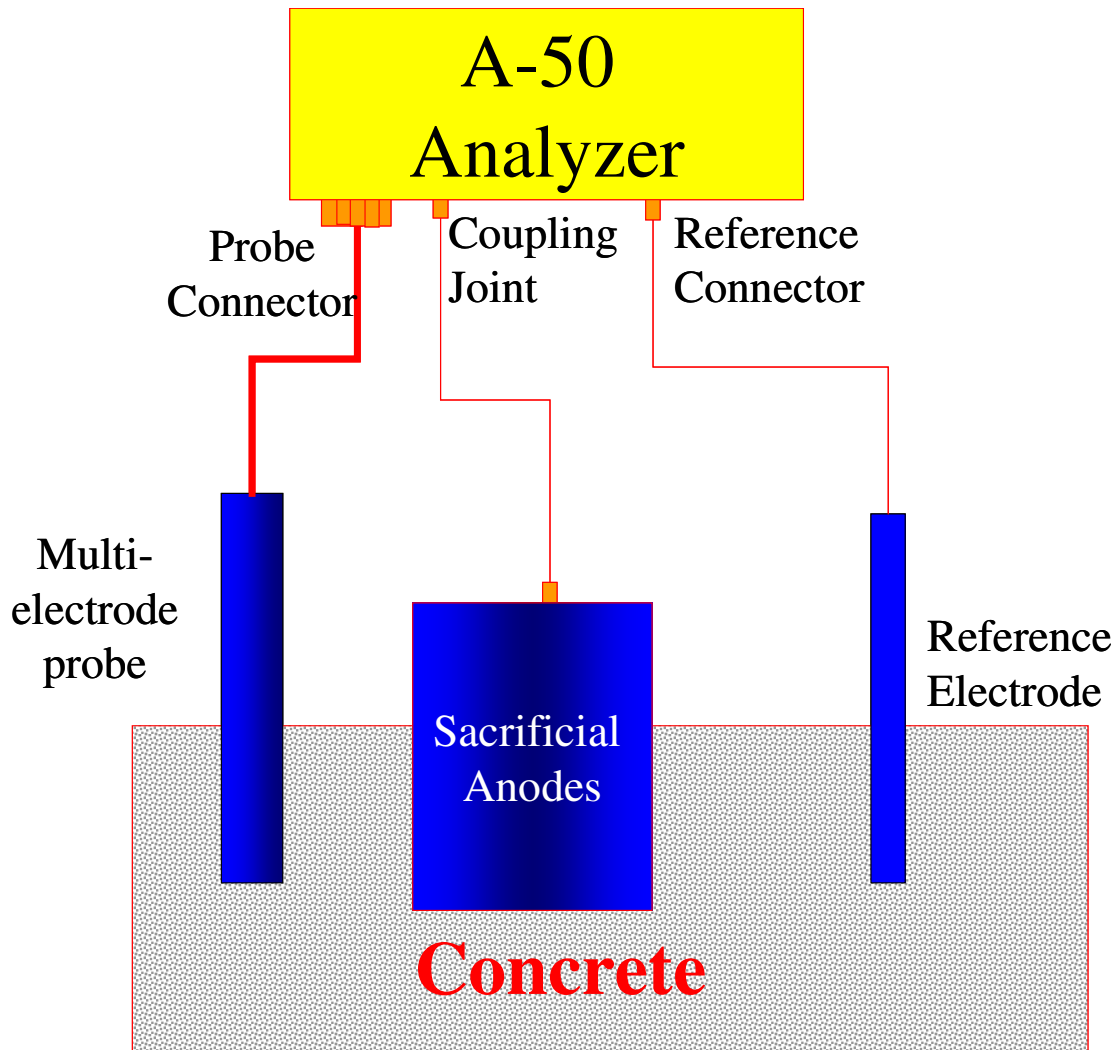 A-50
Analyzer
Probe
Connector
Coupling
Joint
Reference
Connector
Multi-
electrode
probe
Sacrificial
Anodes
Reference
Electrode
Concrete